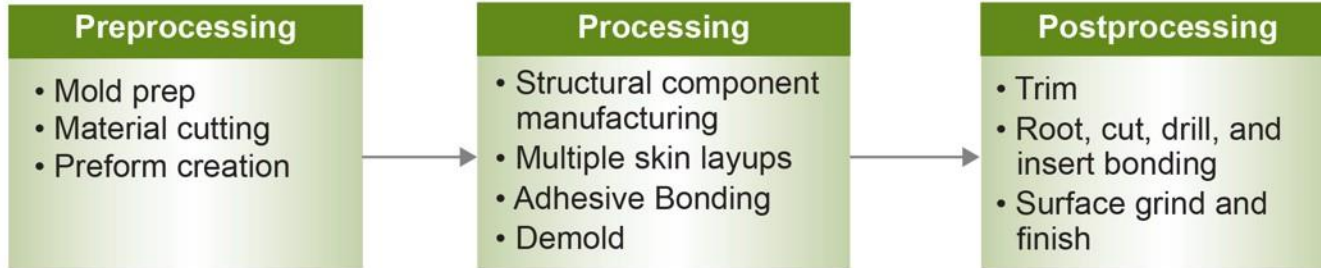 Preprocessing
• Mold prep
• Material cutting
• Preform creation
Processing
• Structural component
manufacturing
• Multiple skin layups
• Adhesive Bonding
• Demold
Postprocessing
• Trim
• Root, cut, drill, and
insert bonding
• Surface grind and
finish